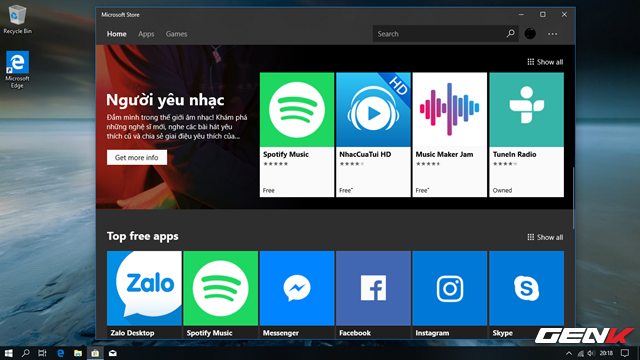 Recycle Bin
Microsoft Edge
Microsoft Store
Home Apps Games
Search
Show all
Người yêu nhạc
Đắm mình trong thế giới âm nhạc! Khám phá
những nghệ sĩ mới, nghe các bài hát yêu
thích cũ và chia sẻ giai điệu yêu thích của...
Get more info
HD
Spotify Music
NhacCuaTui HD
Music Maker Jam
TuneIn Radio
Free
Free+
Free+
Owned
Top free apps
Show all
Zalo
Zalo Desktop
Spotify Music
Messenger
Facebook
Instagram
Skype
20:18
GENK